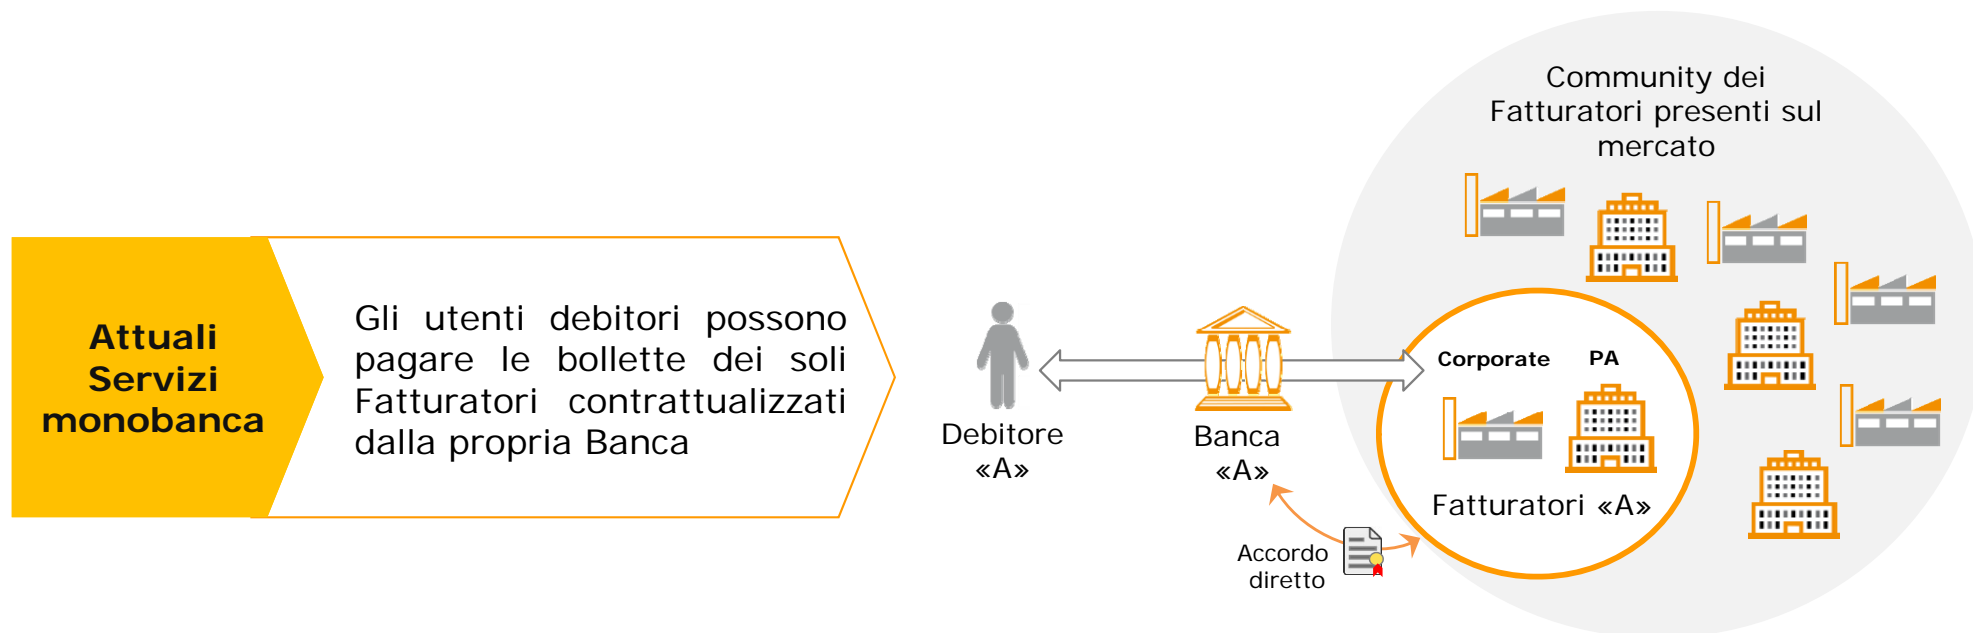 Attuali
Servizi
monobanca
Gli utenti debitori possono
pagare le bollette dei soli
Fatturatori contrattualizzati
dalla propria Banca
Debitore
«A»
Banca
«A»
Accordo
diretto
Community dei
Fatturatori presenti sul
mercato
Corporate PA
Fatturatori «A»